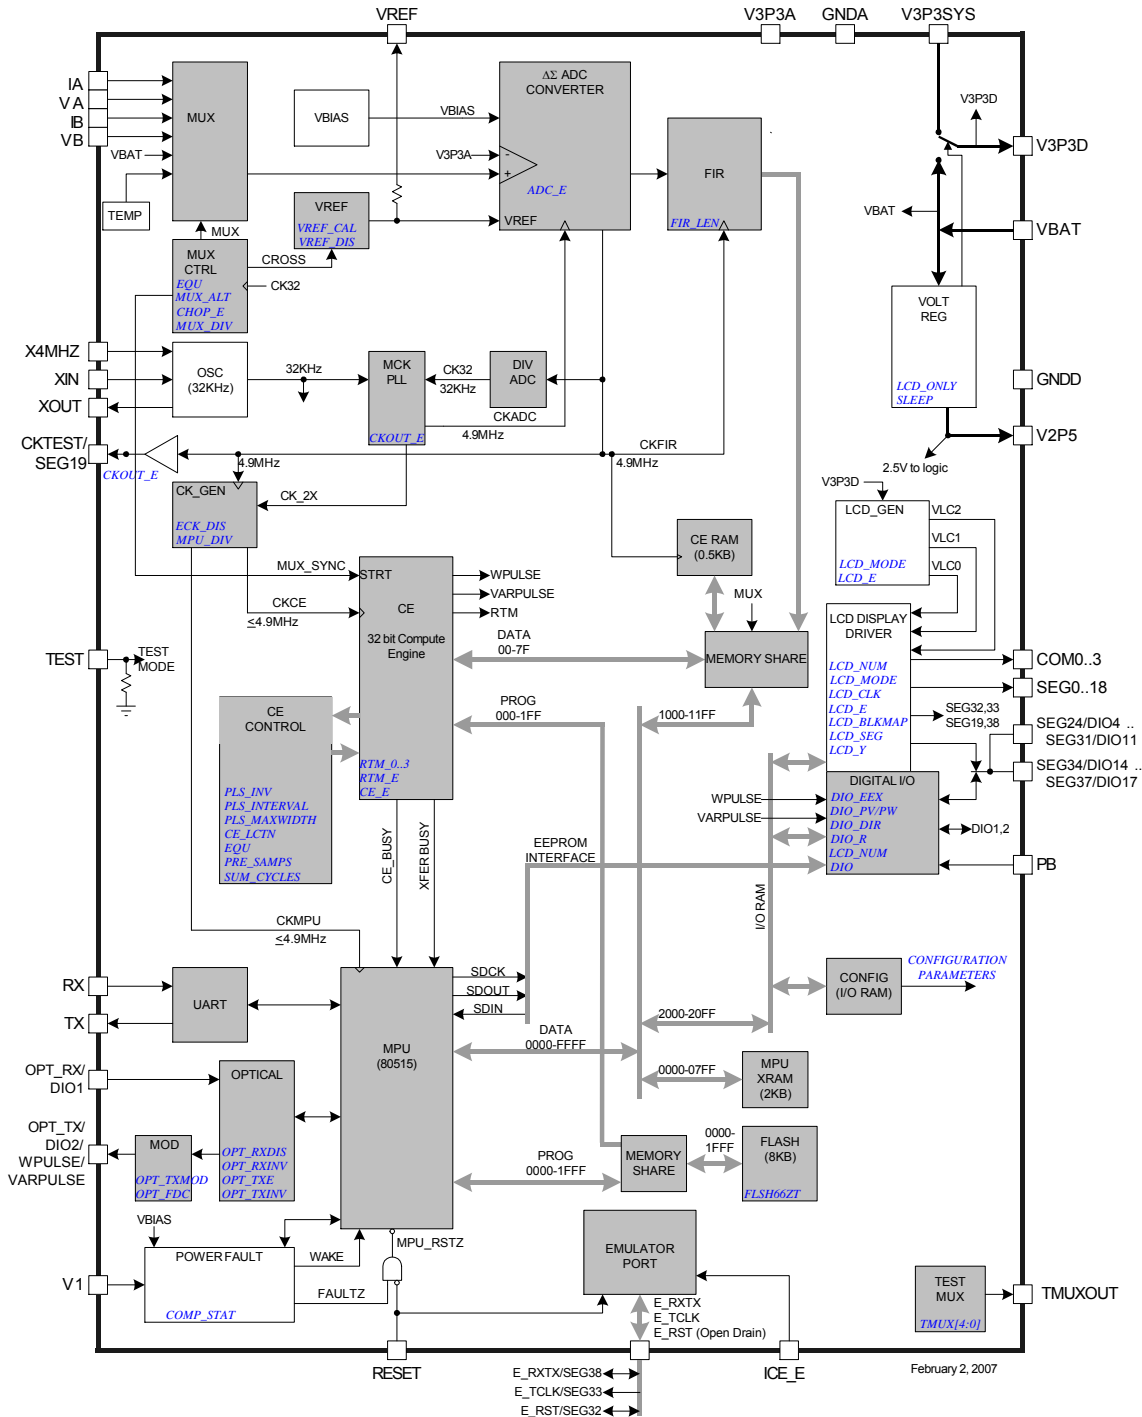 VREF
V3P3A
GNDA
V3P3SYS
IA
VA
IB
VB
VBAT
TEMP
MUX
VBIAS
VBIAS
V3P3A
ΔΣ ADC
CONVERTER
-
+
ADC_E
VREF
FIR
FIR_LEN
V3P3D
V3P3D
VBAT
VBAT
VREF
VREF_CAL
VREF_DIS
MUX
MUX
CTRL
EQU
MUX_ALT
CHOP_E
MUX_DIV
CROSS
CK32
VOLT
REG
LCD_ONLY
SLEEP
GNDD
V2P5
2.5V to logic
X4MHZ
XIN
XOUT
OSC
(32KHz)
32KHz
MCK
PLL
CKOUT_E
CK32
32KHz
DIV
ADC
CKADC
4.9MHz
CKTEST/
SEG19
CKOUT_E
4.9MHz
CKFIR
4.9MHz
CK_GEN
ECK_DIS
MPU_DIV
CK_2X
V3P3D
LCD_GEN
LCD_MODE
LCD_E
VLC2
VLC1
VLC0
CE RAM
(0.5KB)
MUX_SYNC
STRT
CKCE
≤4.9MHz
CE
32 bit Compute
Engine
RTM_0..3
RTM_E
CE_E
WPULSE
VARPULSE
RTM
DATA
00-7F
MUX
MEMORY SHARE
PROG
000-1FF
1000-11FF
TEST
TEST
MODE
CE
CONTROL
PLS_INV
PLS_INTERVAL
PLS_MAXWIDTH
CE_LCTN
EQU
PRE_SAMPS
SUM_CYCLES
LCD DISPLAY
DRIVER
LCD_NUM
LCD_MODE
LCD_CLK
LCD_E
LCD_BLKMAP
LCD_SEG
LCD_Y
COM0..3
SEG0..18
SEG32,33
SEG19,38
SEG24/DIO4 ..
SEG31/DIO11
SEG34/DIO14 ..
SEG37/DIO17
DIGITAL I/O
DIO_EEX
DIO_PV/PW
DIO_DIR
DIO_R
LCD_NUM
DIO
WPULSE
VARPULSE
DIO1,2
PB
CE_BUSY
XFER BUSY
EEPROM
INTERFACE
I/O RAM
CKMPU
≤4.9MHz
RX
TX
UART
MPU
(80515)
SDCK
SDOUT
SDIN
DATA
0000-FFFF
2000-20FF
CONFIG
(I/O RAM)
CONFIGURATION
PARAMETERS
0000-07FF
MPU
XRAM
(2KB)
OPT_RX/
DIO1
OPTICAL
OPT_RXDIS
OPT_RXINV
OPT_TXE
OPT_TXINV
OPT_TX/
DIO2/
WPULSE/
VARPULSE
MOD
OPT_TXMOD
OPT_FDC
PROG
0000-1FFF
MEMORY
SHARE
0000-
1FFF
FLASH
(8KB)
FLSH66ZT
VBIAS
POWER FAULT
COMP_STAT
V1
WAKE
FAULTZ
MPU_RSTZ
EMULATOR
PORT
E_RXTX
E_TCLK
E_RST (Open Drain)
TEST
MUX
TMUX[4:0]
TMUXOUT
RESET
ICE_E
February 2, 2007
E_RXTX/SEG38
E_TCLK/SEG33
E_RST/SEG32